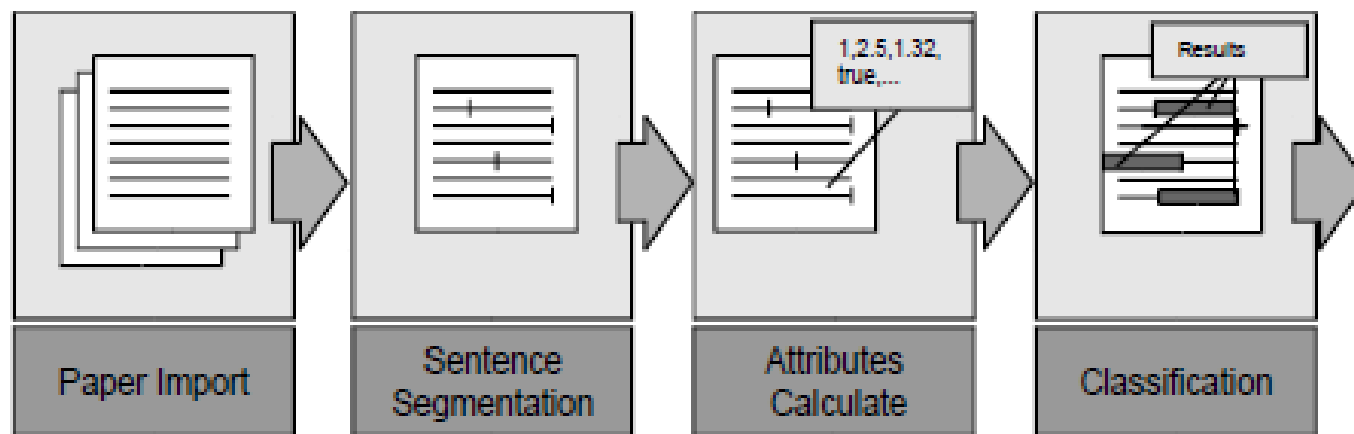 1,2.5,1.32,
true,...
Results
Paper Import
Sentence
Segmentation
Attributes
Calculate
Classification